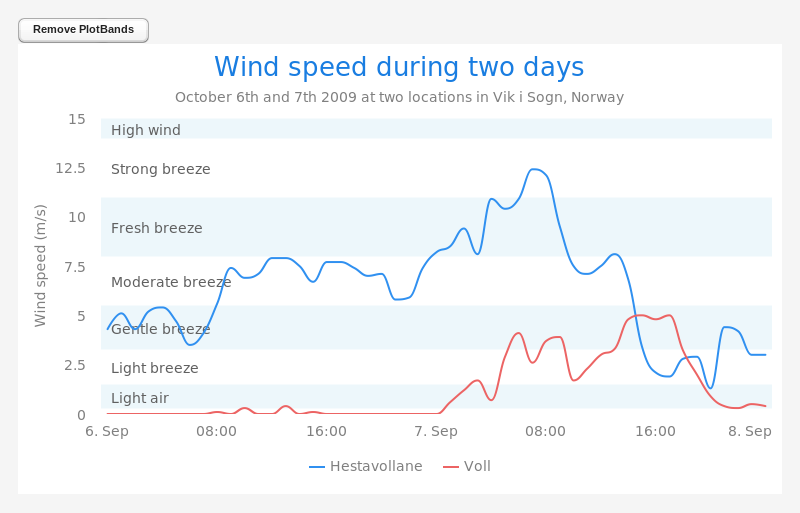 Remove PlotBands
Wind speed during two days
October 6th and 7th 2009 at two locations in Vik i Sogn, Norway
Wind speed (m/s)
15
12.5
10
7.5
5
2.5
0
High wind
Strong breeze
Fresh breeze
Moderate breeze
Gentle breeze
Light breeze
Light air
6. Sep 08:00 16:00 7. Sep 08:00 16:00 8. Sep
Hestavollane Voll